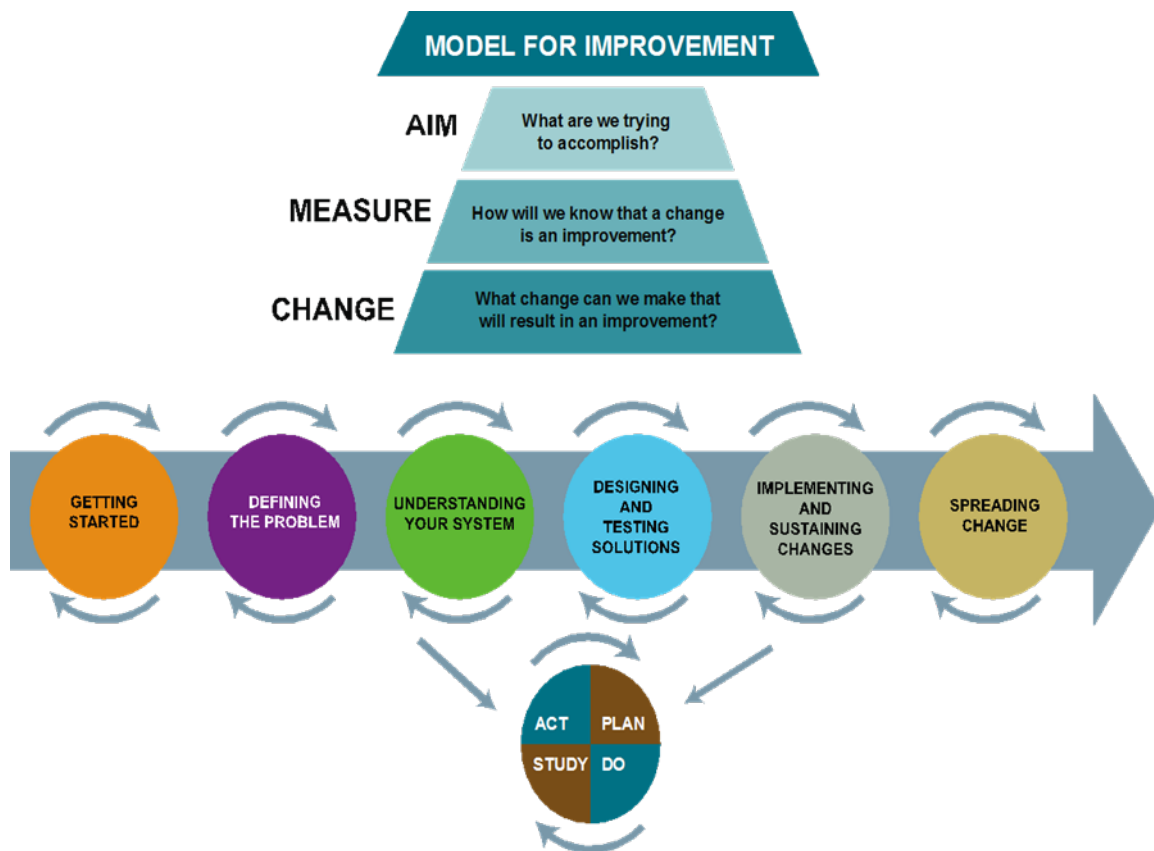 MODEL FOR IMPROVEMENT
AIM
What are we trying
to accomplish?
MEASURE
How will we know that a change
is an improvement?
CHANGE
What change can we make that
will result in an improvement?
GETTING
STARTED
DEFINING
THE PROBLEM
UNDERSTANDING
YOUR SYSTEM
DESIGNING
AND
TESTING
SOLUTIONS
IMPLEMENTING
AND
SUSTAINING
CHANGES
SPREADING
CHANGE
ACT
PLAN
STUDY
DO